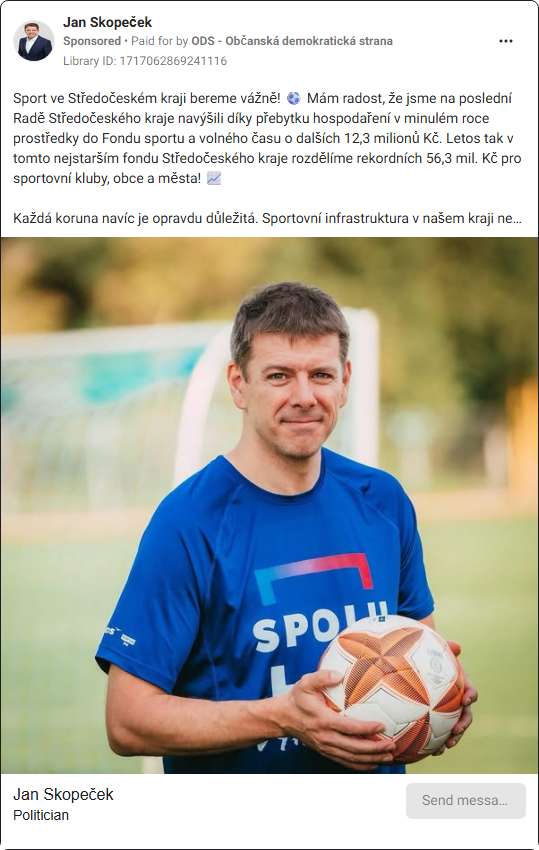 Jan Skopeček
Sponsored • Paid for by ODS - Občanská demokratická strana
Library ID: 1717062869241116
Sport ve Středočeském kraji bereme vážně! ⚽ Mám radost, že jsme na poslední
Radě Středočeského kraje navýšili díky přebytku hospodaření v minulém roce
prostředky do Fondu sportu a volného času o dalších 12,3 milionů Kč. Letos tak v
tomto nejstarším fondu Středočeského kraje rozdělíme rekordních 56,3 mil. Kč pro
sportovní kluby, obce a města! 📈
Každá koruna navíc je opravdu důležitá. Sportovní infrastruktura v našem kraji ne…
SPOLU
Jan Skopeček
Politician
Send messa…